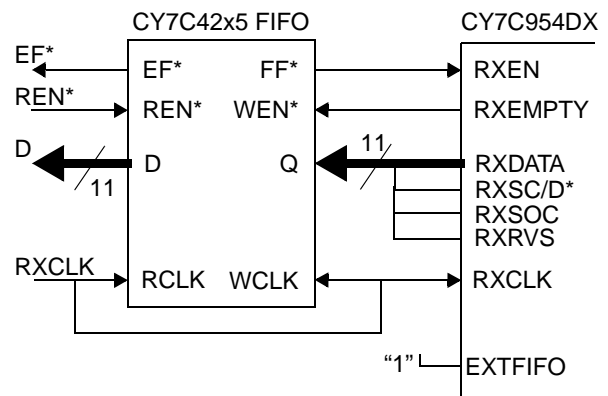 CY7C42x5 FIFO CY7C954DX
EF* EF* FF* RXEN
REN* REN* WEN* RXEMPTY
D 11 D Q 11 RXDATA
RXSC/D*
RXSOC
RXRVS
RXCLK RCLK WCLK RXCLK
“1” EXTFIFO